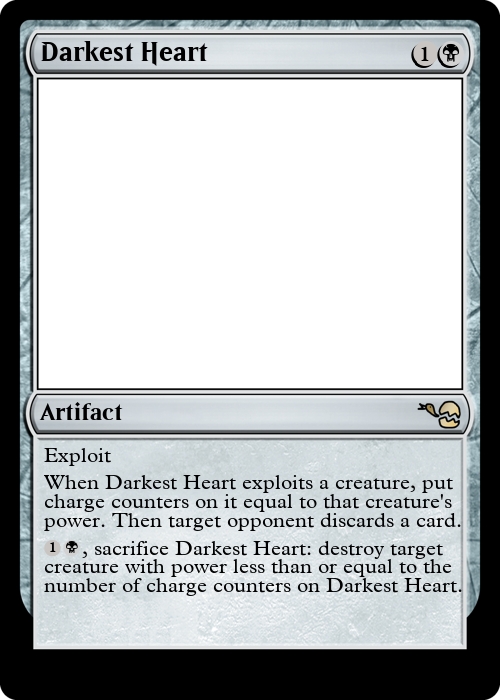 Darkest Heart 1
Artifact
Exploit
When Darkest Heart exploits a creature, put
charge counters on it equal to that creature's
power. Then target opponent discards a card.
1 , sacrifice Darkest Heart: destroy target
creature with power less than or equal to the
number of charge counters on Darkest Heart.